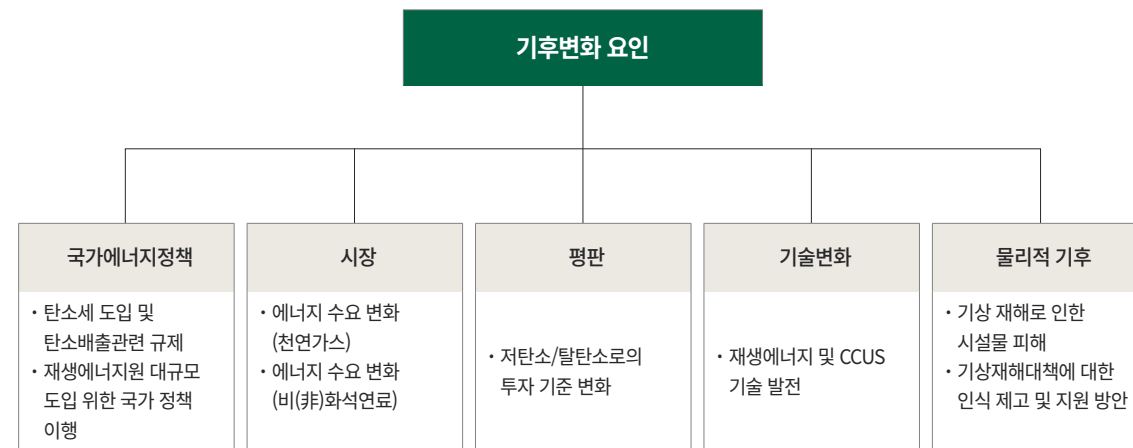 기후변화 요인
국가에너지정책
・탄소세 도입 및
탄소배출관련 규제
・재생에너지원 대규모
도입 위한 국가 정책
이행
시장
・에너지 수요 변화
(천연가스)
・에너지 수요 변화
(비(非)화석연료)
평판
・저탄소/탈탄소로의
투자 기준 변화
기술변화
・재생에너지 및 CCUS
기술 발전
물리적 기후
・기상 재해로 인한
시설물 피해
・기상재해대책에 대한
인식 제고 및 지원 방안